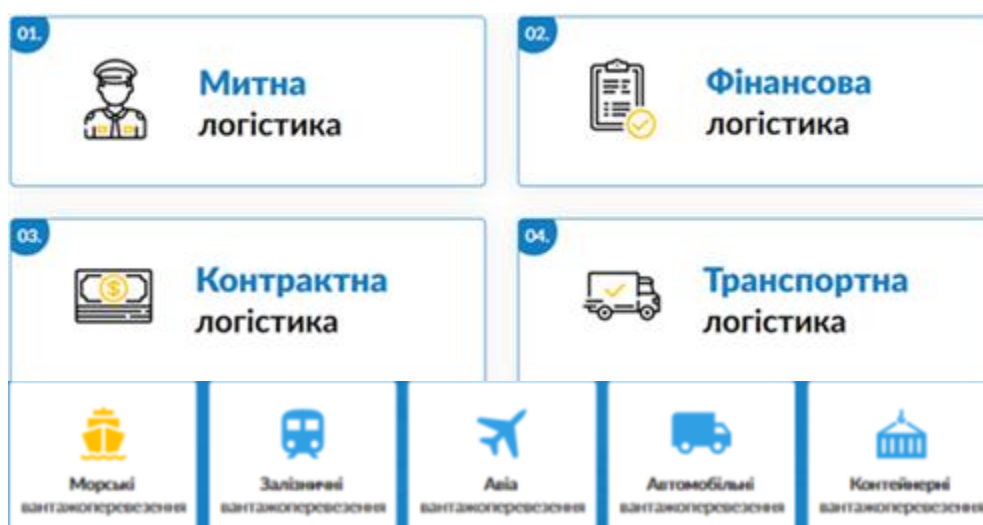 01.
Митна
логістика
02.
Фінансова
логістика
03.
Контрактна
логістика
04.
Транспортна
логістика
Морські
вантажоперевезення
Залізничні
вантажоперевезення
Авіа
вантажоперевезення
Автомобільні
вантажоперевезення
Контейнерні
вантажоперевезення